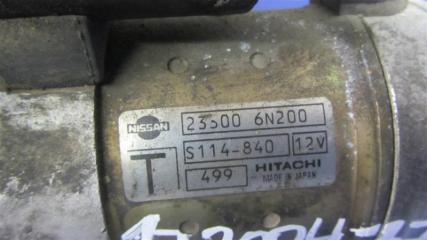 NISSAN 23300 6N200
T S114-840 12V
499 HITACHI
MADE IN JAPAN